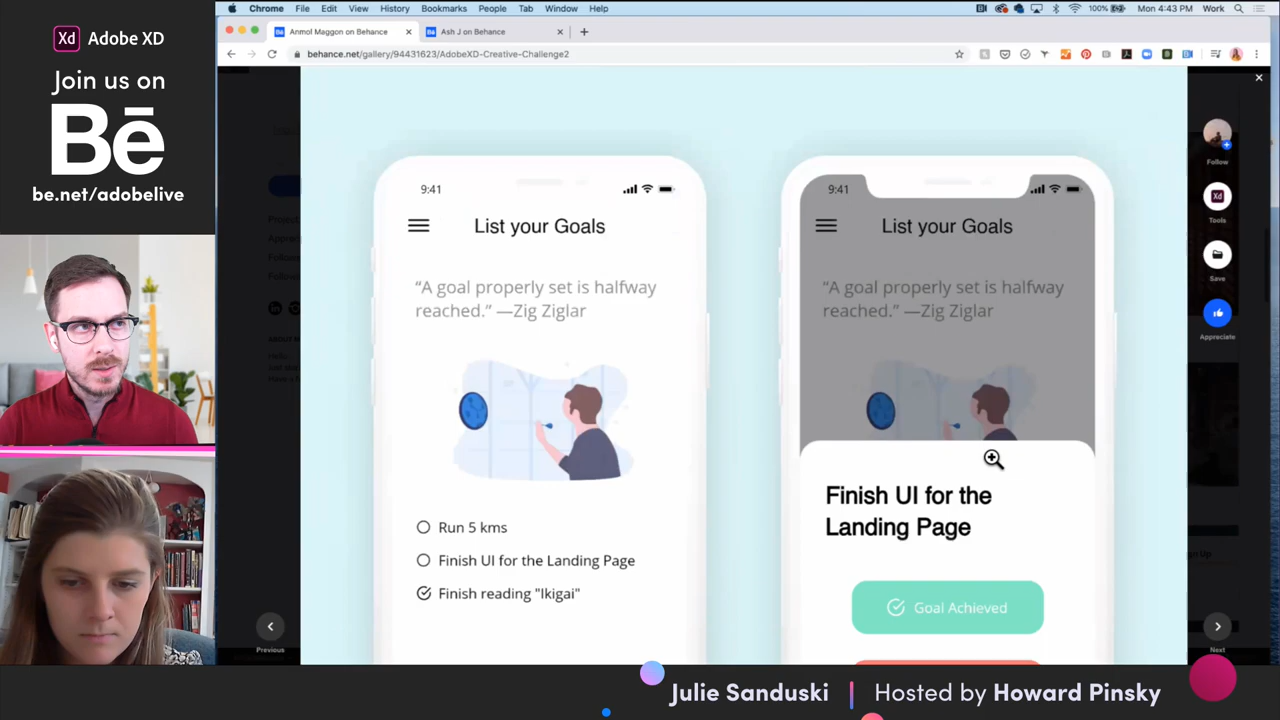 Xd Adobe XD
Join us on
Bē
be.net/adobelive
Chrome File Edit View History Bookmarks People Tab Window Help
100% Mon 4:43 PM Work
Anmol Maggon on Behance
Ash J on Behance
behance.net/gallery/94431623/AdobeXD-Creative-Challenge2
9:41
List your Goals
“A goal properly set is halfway
reached.” —Zig Ziglar
Run 5 kms
Finish UI for the Landing Page
Finish reading "Ikigai"
9:41
List your Goals
“A goal properly set is halfway
reached.” —Zig Ziglar
Finish UI for the
Landing Page
Goal Achieved
Follow
Xd
Tools
Save
Appreciate
Previous
Next
Julie Sanduski | Hosted by Howard Pinsky